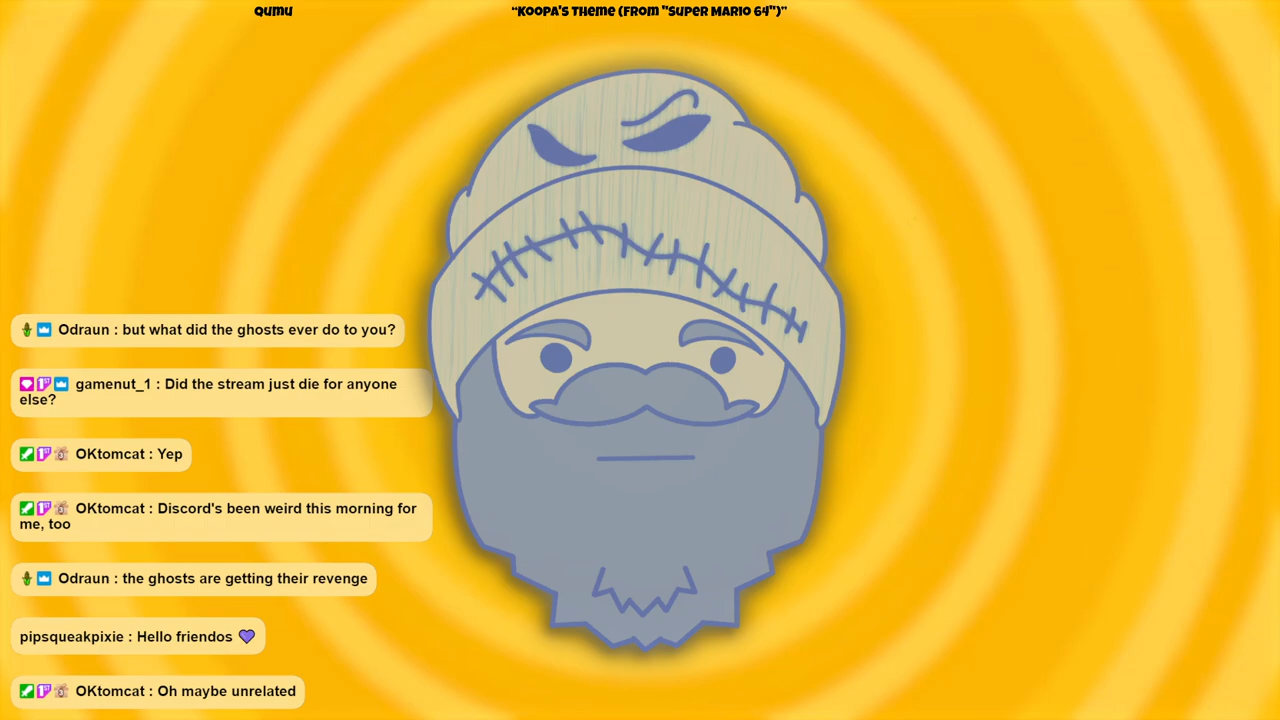 Qumu
“Koopa's Theme (From "Super Mario 64")”
Odraun : but what did the ghosts ever do to you?
gamenut_1 : Did the stream just die for anyone
else?
OKtomcat : Yep
OKtomcat : Discord's been weird this morning for
me, too
Odraun : the ghosts are getting their revenge
pipsqueakpixie : Hello friendos 💜
OKtomcat : Oh maybe unrelated